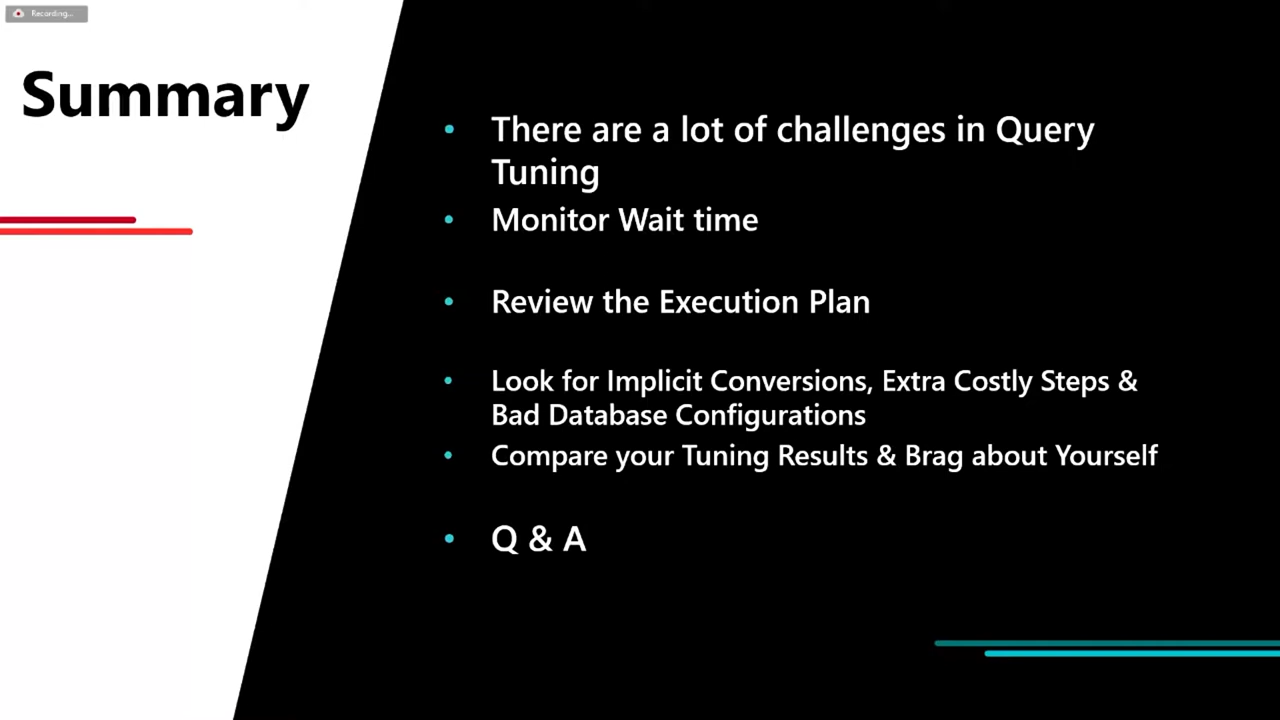 Recording...
Summary
• There are a lot of challenges in Query
Tuning
• Monitor Wait time
• Review the Execution Plan
• Look for Implicit Conversions, Extra Costly Steps &
Bad Database Configurations
• Compare your Tuning Results & Brag about Yourself
• Q & A